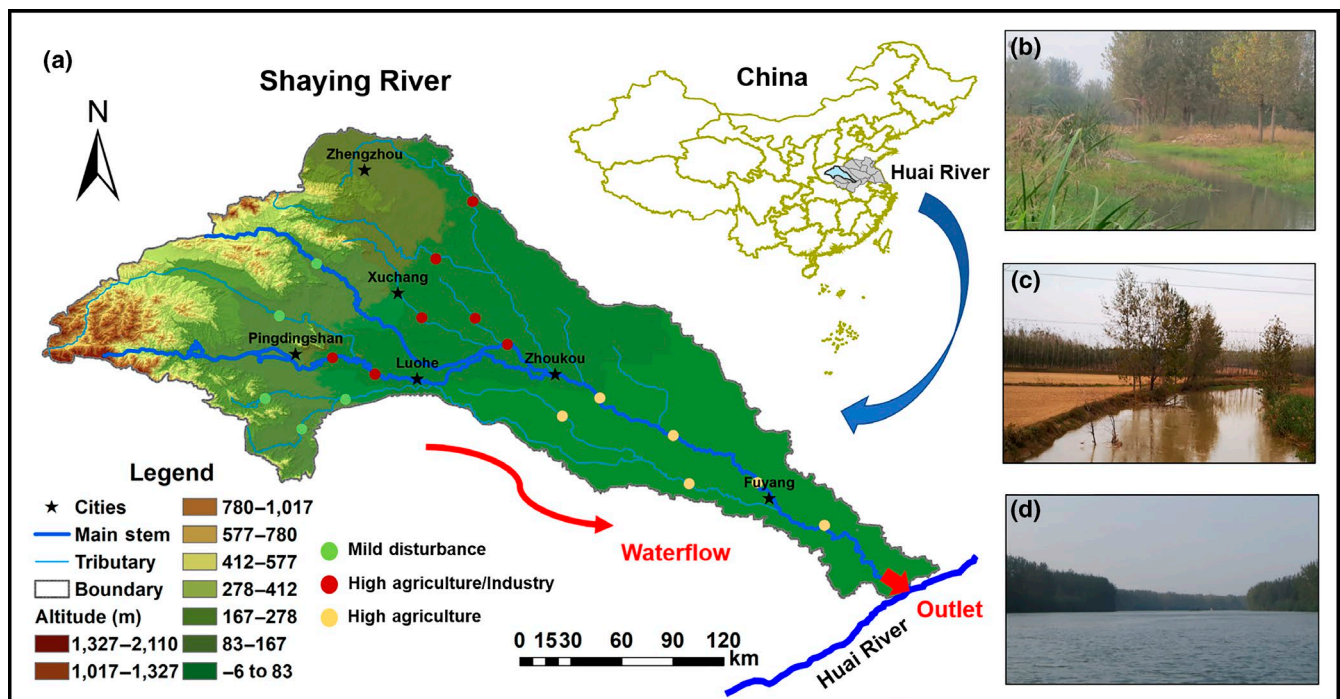 (a)
Shaying River
China
N
Zhengzhou
Huai River
Xuchang
Pingdingshan
Luohe
Zhoukou
Fuyang
Waterflow
Outlet
Huai River
Legend
Cities
Main stem
Tributary
Boundary
Altitude (m)
1,327–2,110
1,017–1,327
780–1,017
577–780
412–577
278–412
167–278
83–167
–6 to 83
Mild disturbance
High agriculture/Industry
High agriculture
0 15 30 60 90 120
km
(b)
(c)
(d)